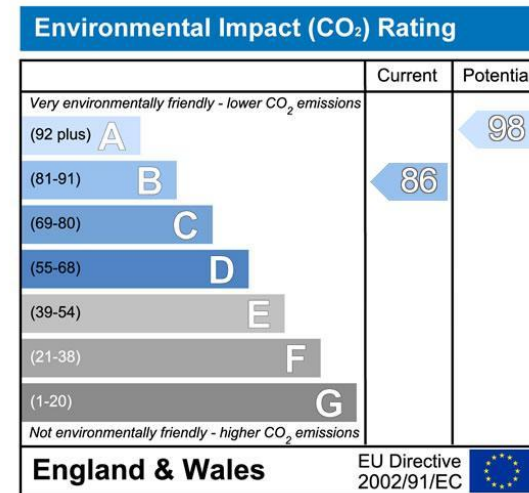 Environmental Impact (CO₂) Rating
Current Potentia
Very environmentally friendly - lower CO₂ emissions
(92 plus) A 98
(81-91) B 86
(69-80) C
(55-68) D
(39-54) E
(21-38) F
(1-20) G
Not environmentally friendly - higher CO₂ emissions
England & Wales
EU Directive
2002/91/EC